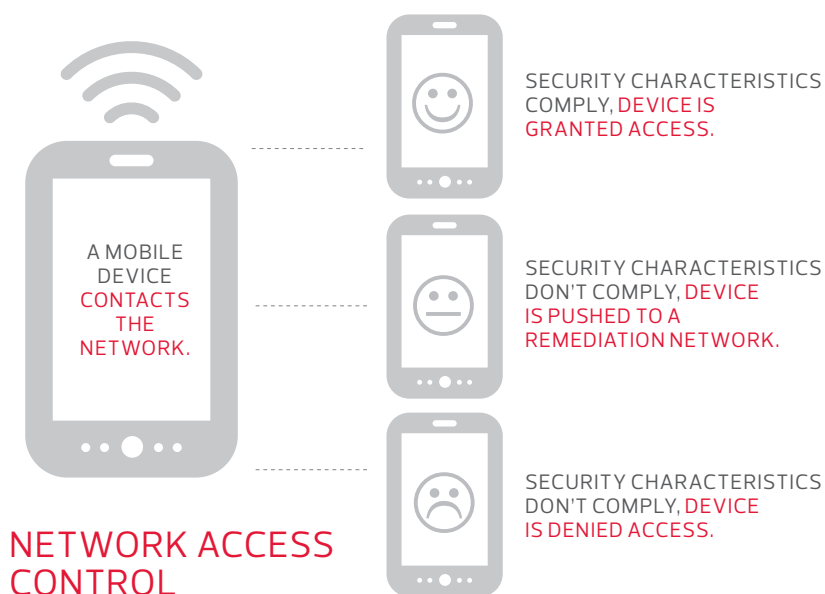 A MOBILE
DEVICE
CONTACTS
THE
NETWORK.
SECURITY CHARACTERISTICS
COMPLY, DEVICE IS
GRANTED ACCESS.
SECURITY CHARACTERISTICS
DON'T COMPLY, DEVICE
IS PUSHED TO A
REMEDIATION NETWORK.
SECURITY CHARACTERISTICS
DON'T COMPLY, DEVICE
IS DENIED ACCESS.
NETWORK ACCESS
CONTROL